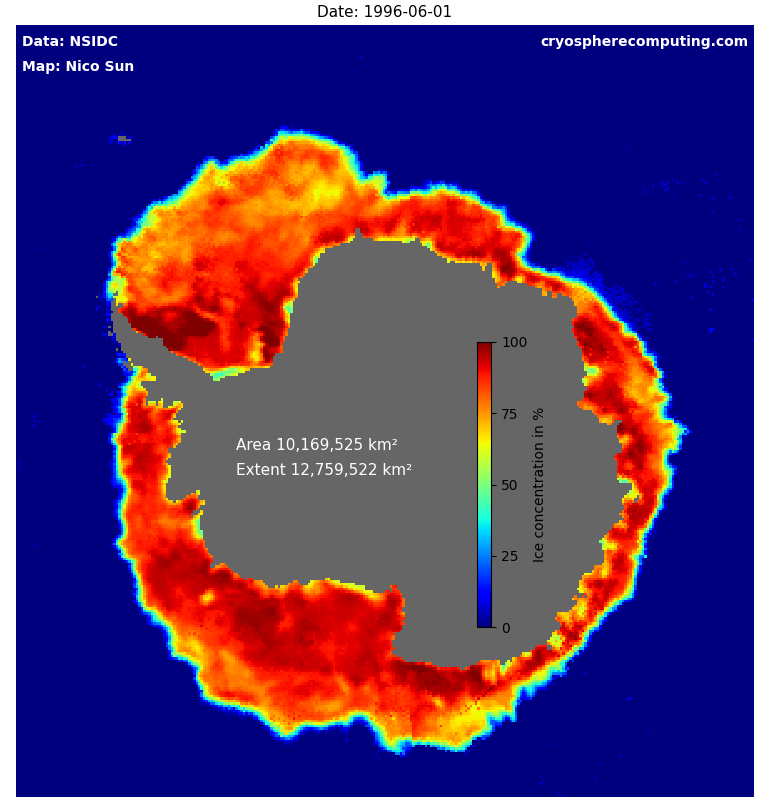 Date: 1996-06-01
Data: NSIDC
cryospherecomputing.com
Map: Nico Sun
100
75
50
25
0
Ice concentration in %
Area 10,169,525 km²
Extent 12,759,522 km²